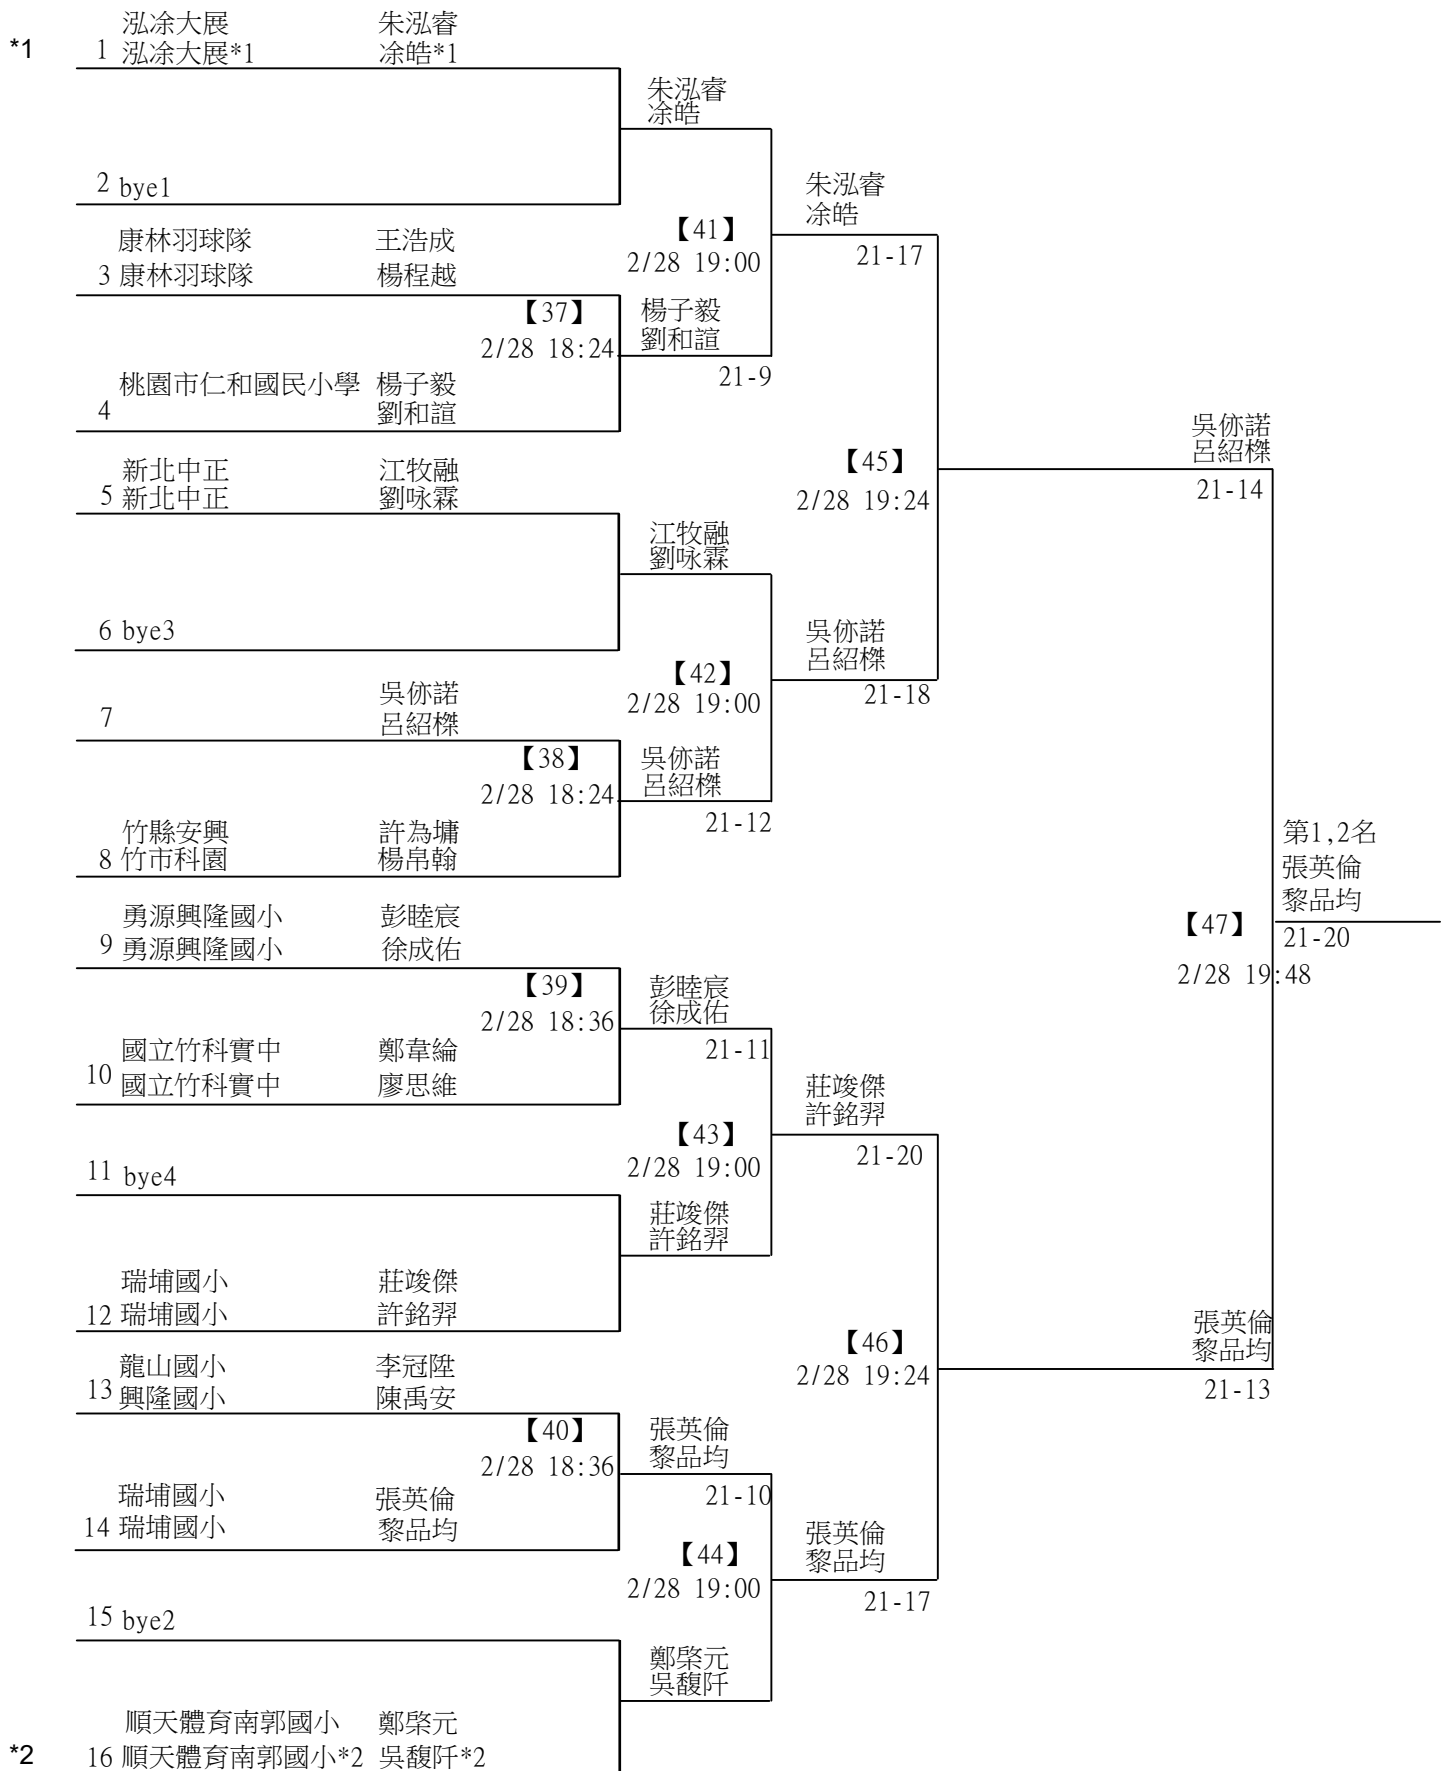 泓凃大展 朱泓睿
*1 1 泓凃大展*1 凃皓*1
朱泓睿
凃皓
2 bye1
朱泓睿
凃皓
【41】
2/28 19:00
21-17
康林羽球隊 王浩成
3 康林羽球隊 楊程越
【37】
2/28 18:24
楊子毅
劉和諠
21-9
桃園市仁和國民小學 楊子毅
4 劉和諠
吳俽諾
呂紹櫸
21-14
【45】
2/28 19:24
新北中正 江牧融
5 新北中正 劉咏霖
江牧融
劉咏霖
6 bye3
吳俽諾
呂紹櫸
【42】
2/28 19:00
21-18
吳俽諾
7 呂紹櫸
【38】
2/28 18:24
吳俽諾
呂紹櫸
21-12
竹縣安興 許為墉
8 竹市科園 楊帛翰
第1,2名
張英倫
黎品均
【47】
21-20
2/28 19:48
勇源興隆國小 彭睦宸
9 勇源興隆國小 徐成佑
【39】
2/28 18:36
彭睦宸
徐成佑
21-11
國立竹科實中 鄭韋綸
10 國立竹科實中 廖思維
莊竣傑
許銘羿
【43】
2/28 19:00
21-20
11 bye4
莊竣傑
許銘羿
瑞埔國小 莊竣傑
12 瑞埔國小 許銘羿
【46】
2/28 19:24
張英倫
黎品均
21-13
龍山國小 李冠陞
13 興隆國小 陳禹安
【40】
2/28 18:36
張英倫
黎品均
21-10
瑞埔國小 張英倫
14 瑞埔國小 黎品均
【44】
2/28 19:00
張英倫
黎品均
21-17
15 bye2
鄭棨元
吳馥阡
順天體育南郭國小 鄭棨元
*2 16 順天體育南郭國小*2 吳馥阡*2